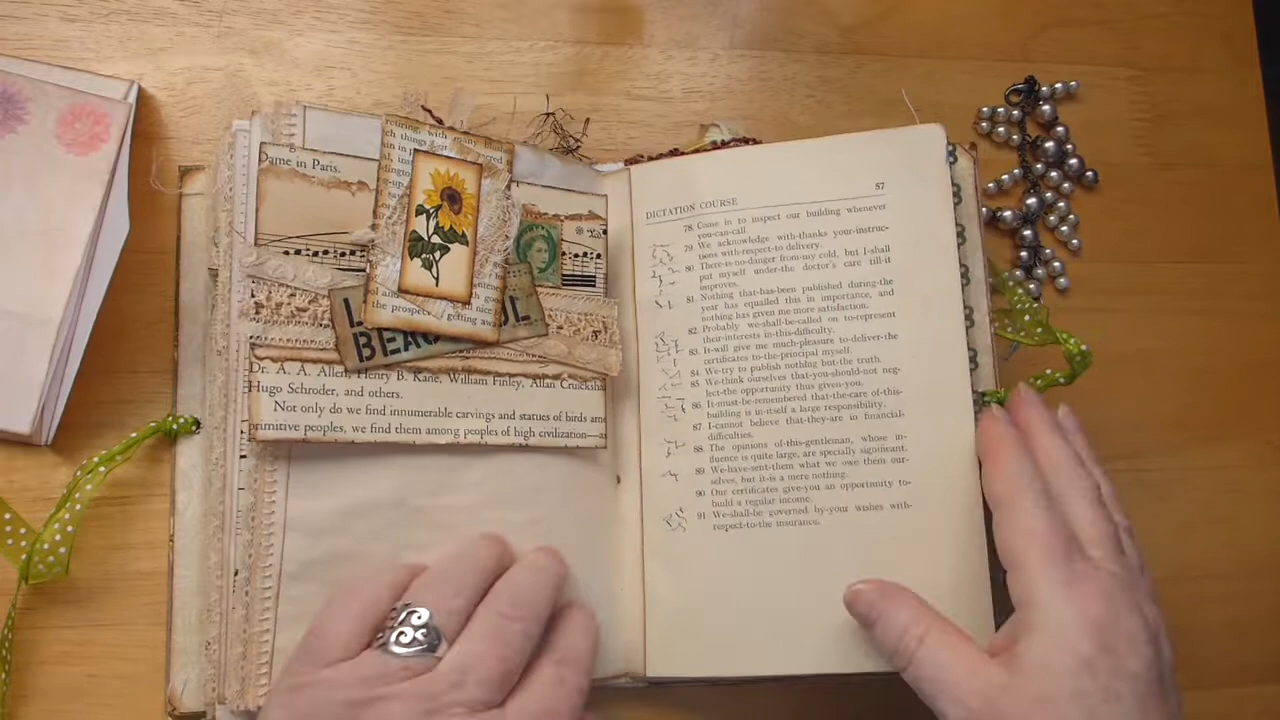 retiring, with many blush
Dame in Paris.
BEAU
the prospect getting awa
Dr. A. A. Allen, Henry B. Kane, William Finley, Allan Cruicksha
Hugo Schroder, and others.
Not only do we find innumerable carvings and statues of birds am
primitive peoples, we find them among peoples of high civilization—
57
DICTATION COURSE
78. Come in to inspect our building whenever
you-can-call.
79. We acknowledge-with-thanks your-instruc-
tions with-respect-to delivery.
80. There-is-no-danger from-my cold, but I-shall
put myself under-the doctor's care till-it
improves.
81. Nothing that-has-been published during-the
year has equalled this in importance, and
nothing has given me more satisfaction.
82. Probably we-shall-be-called on to-represent
their-interests in-this-difficulty.
83. It-will give me much-pleasure to-deliver-the
certificates to-the-principal myself.
84. We-try to publish nothing but-the truth.
85. We-think ourselves that-you-should-not neg-
lect-the opportunity thus given-you.
86. It-must-be-remembered that-the-care-of-this-
building is-in-itself a large responsibility.
87. I-cannot believe that-they-are in financial-
difficulties.
88. The opinions of-this-gentleman, whose in-
fluence is quite large, are specially significant.
89. We-have-sent-them what we owe them our-
selves, but it-is a mere nothing.
90. Our certificates give-you an opportunity to-
build a regular income.
91. We-shall-be governed by-your wishes with-
respect-to-the insurance.